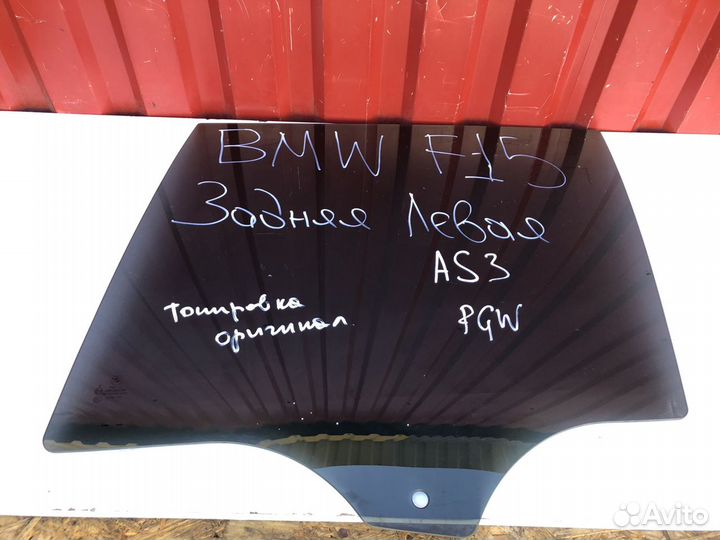 BMW F15
Задняя Левая
AS3
Тонировка PGW
оригинал.
Avito